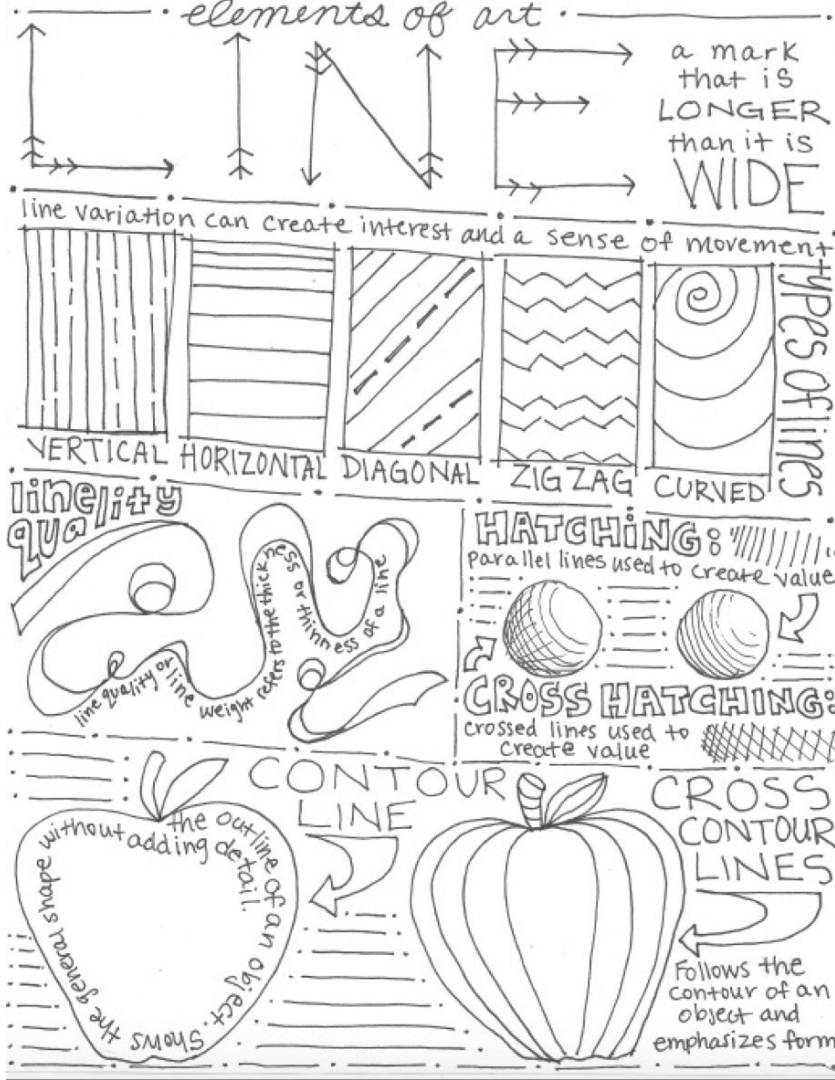 elements of art
LINE
a mark
that is
LONGER
than it is
WIDE
line variation can create interest and a sense of movement
types of lines
VERTICAL
HORIZONTAL
DIAGONAL
ZIG ZAG
CURVED
line quality
line quality or line weight refers to the thickness or thinness of a line
HATCHING:
parallel lines used to create value
CROSS HATCHING:
crossed lines used to
create value
CONTOUR
LINE
the outline of an object. Shows the general shape without adding detail.
CROSS
CONTOUR
LINES
Follows the
contour of an
object and
emphasizes form